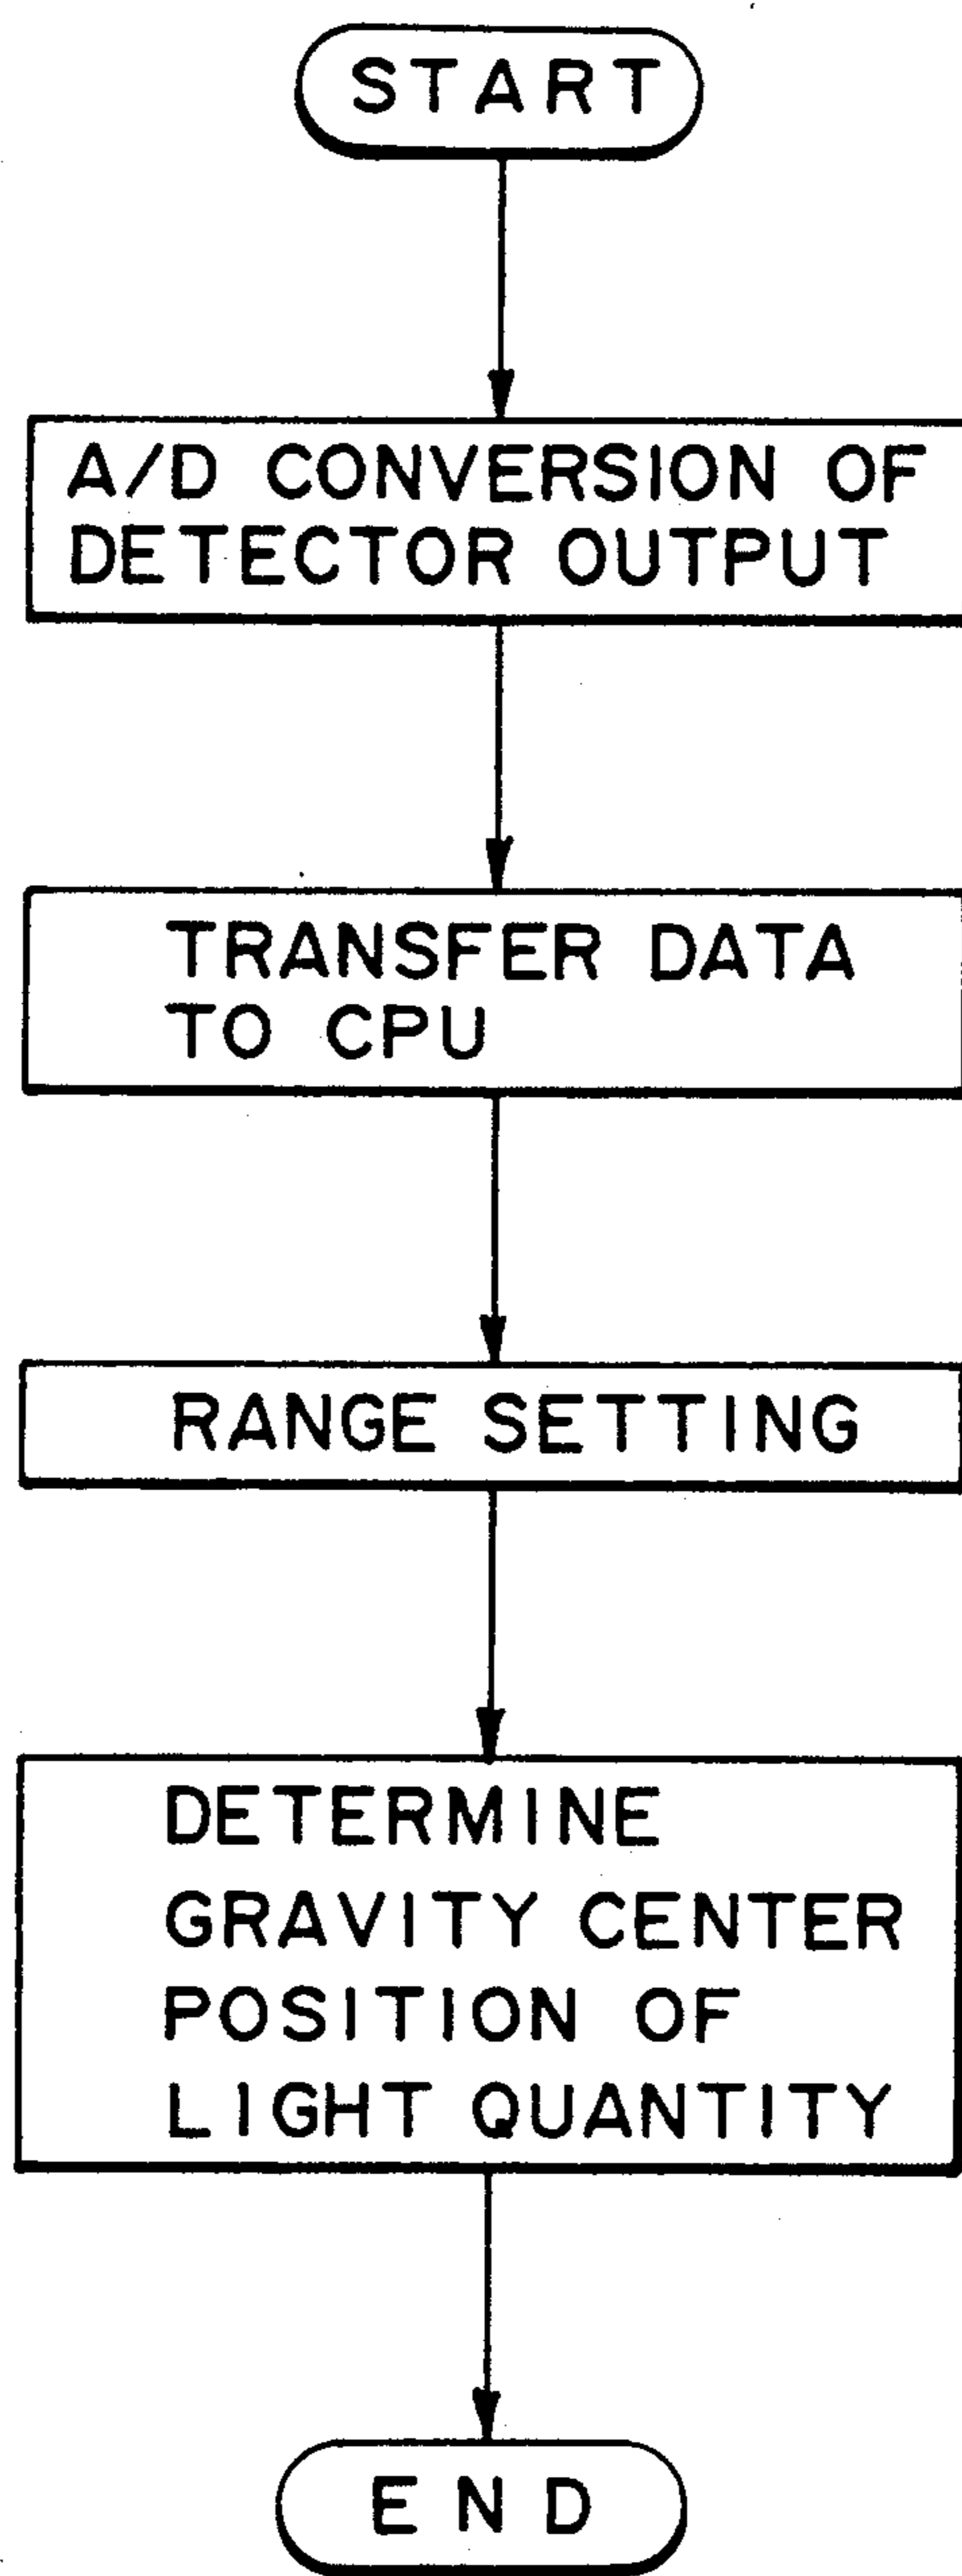 START
A/D CONVERSION OF
DETECTOR OUTPUT
TRANSFER DATA
TO CPU
RANGE SETTING
DETERMINE
GRAVITY CENTER
POSITION OF
LIGHT QUANTITY
END